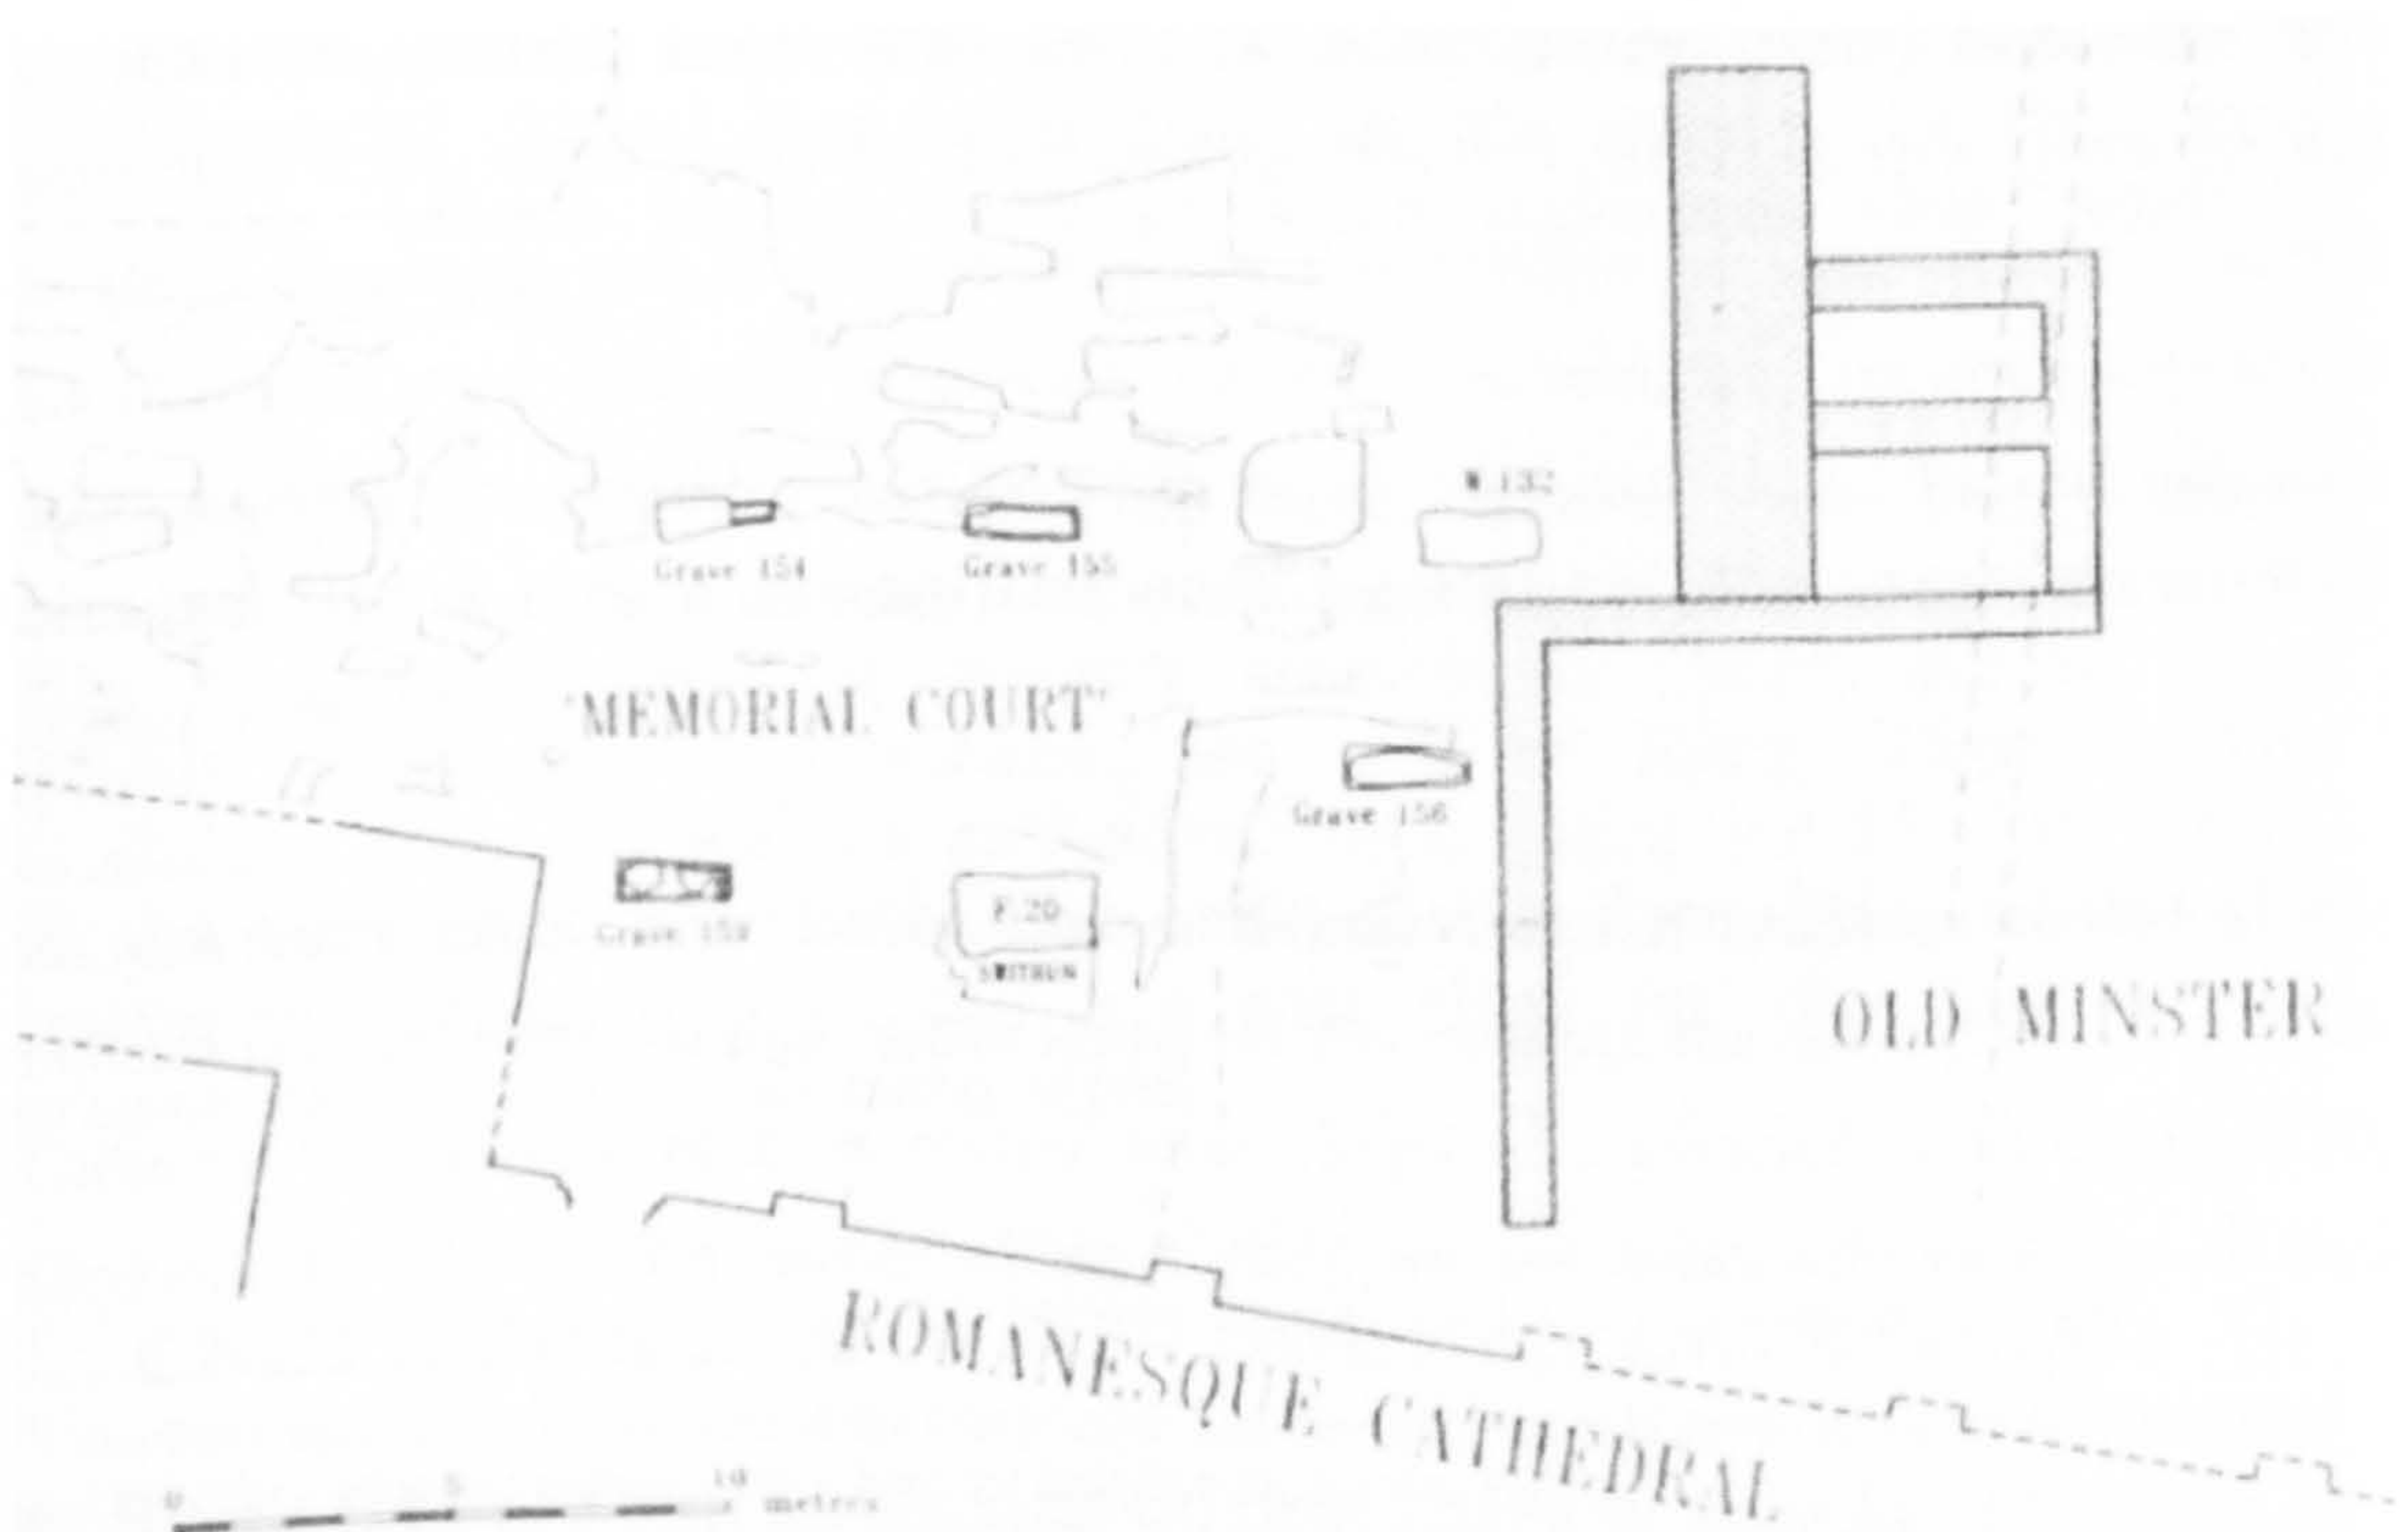 W.132
Grave 154
Grave 155
'MEMORIAL COURT'
Grave 156
F.20
Grave
SWITHUN
OLD MINSTER
ROMANESQUE CATHEDRAL
0 5 10
metres